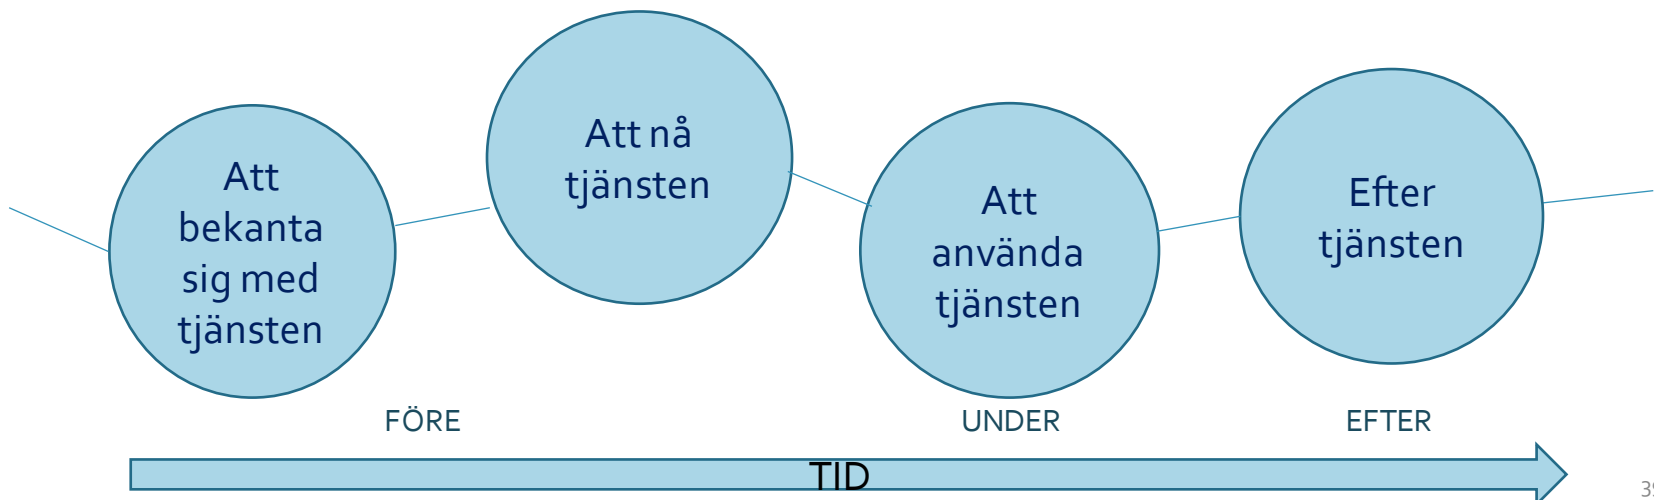 Att
bekanta
sig med
tjänsten
Att nå
tjänsten
Att
använda
tjänsten
Efter
tjänsten
FÖRE
UNDER
EFTER
TID